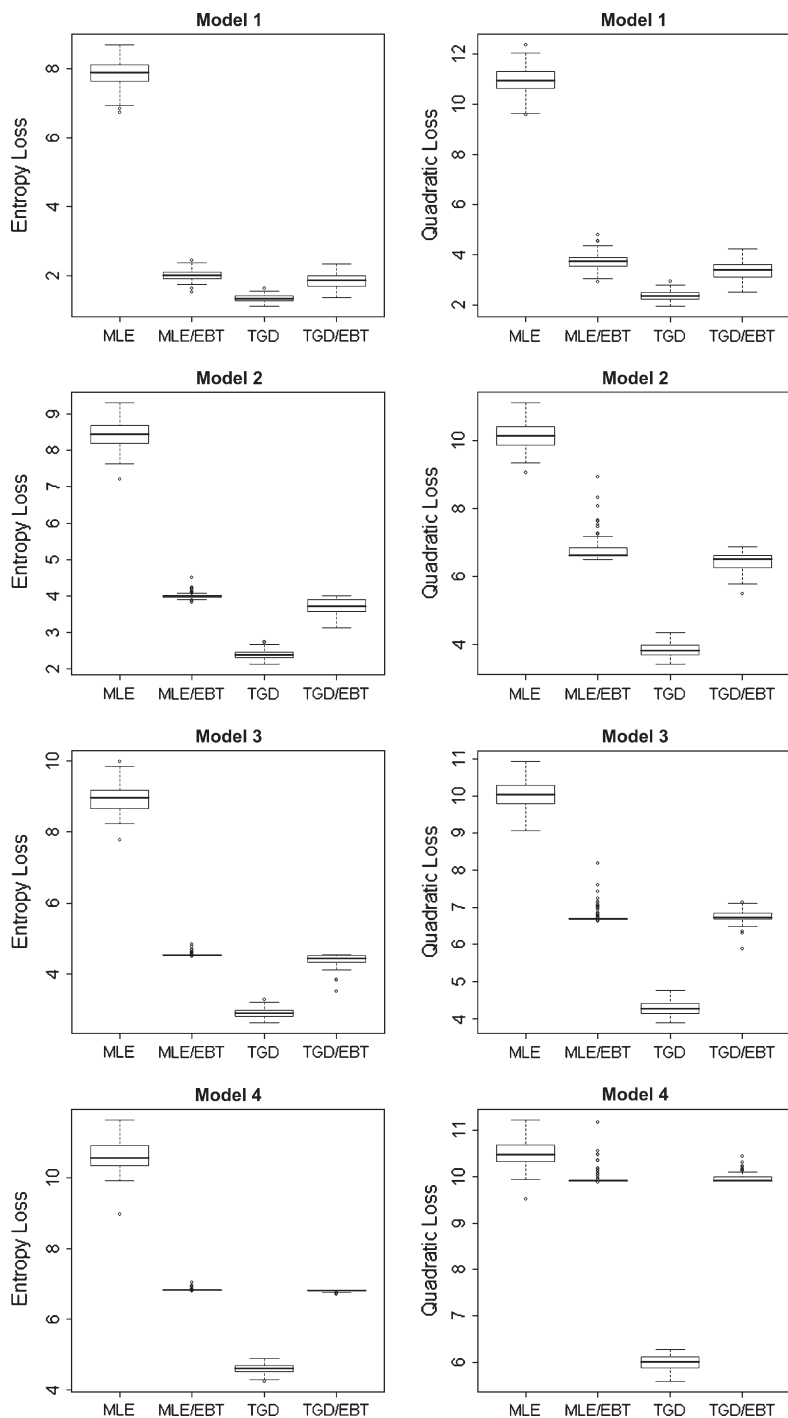 Model 1
Entropy Loss
8
6
4
2
MLE MLE/EBT TGD TGD/EBT
Model 1
Quadratic Loss
12
10
8
6
4
2
MLE MLE/EBT TGD TGD/EBT
Model 2
Entropy Loss
9
8
7
6
5
4
3
2
MLE MLE/EBT TGD TGD/EBT
Model 2
Quadratic Loss
10
8
6
4
MLE MLE/EBT TGD TGD/EBT
Model 3
Entropy Loss
10
8
6
4
MLE MLE/EBT TGD TGD/EBT
Model 3
Quadratic Loss
11
10
9
8
7
6
5
4
MLE MLE/EBT TGD TGD/EBT
Model 4
Entropy Loss
10
8
6
4
MLE MLE/EBT TGD TGD/EBT
Model 4
Quadratic Loss
11
10
9
8
7
6
MLE MLE/EBT TGD TGD/EBT